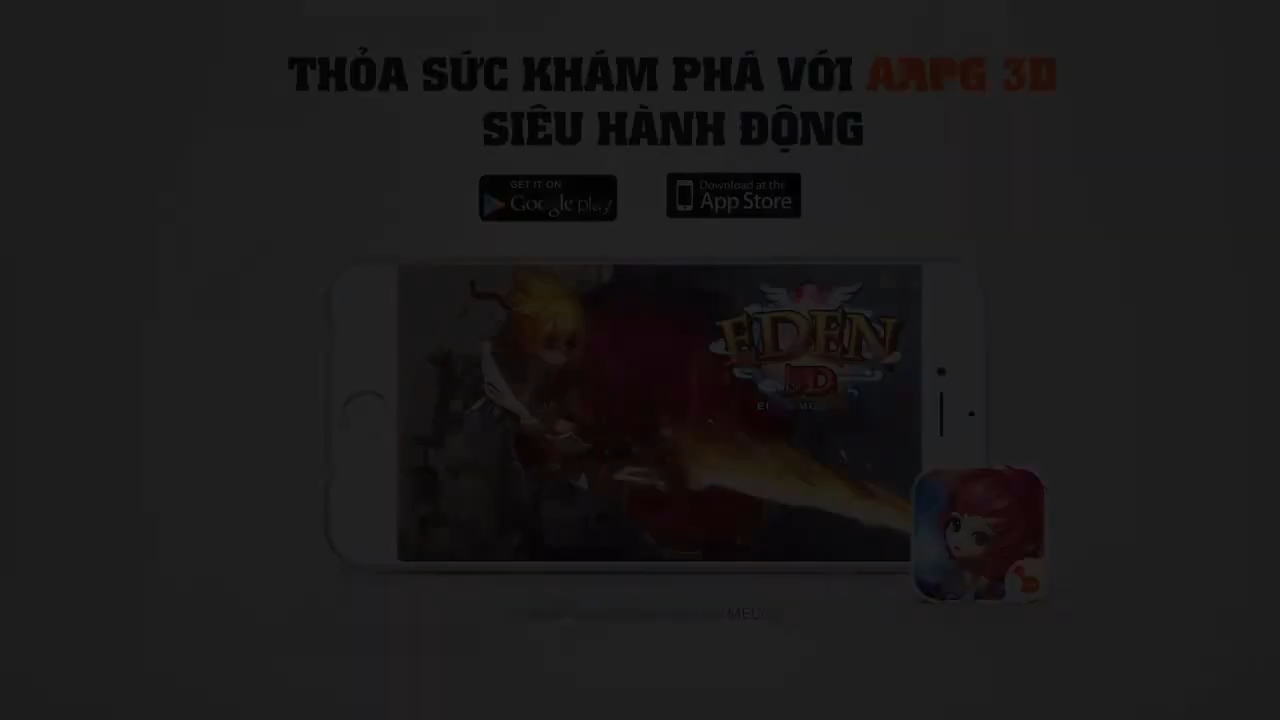 THỎA SỨC KHÁM PHÁ VỚI ARPG 3D
SIÊU HÀNH ĐỘNG
GET IT ON
Google play
Download at the
App Store
EDEN
3D